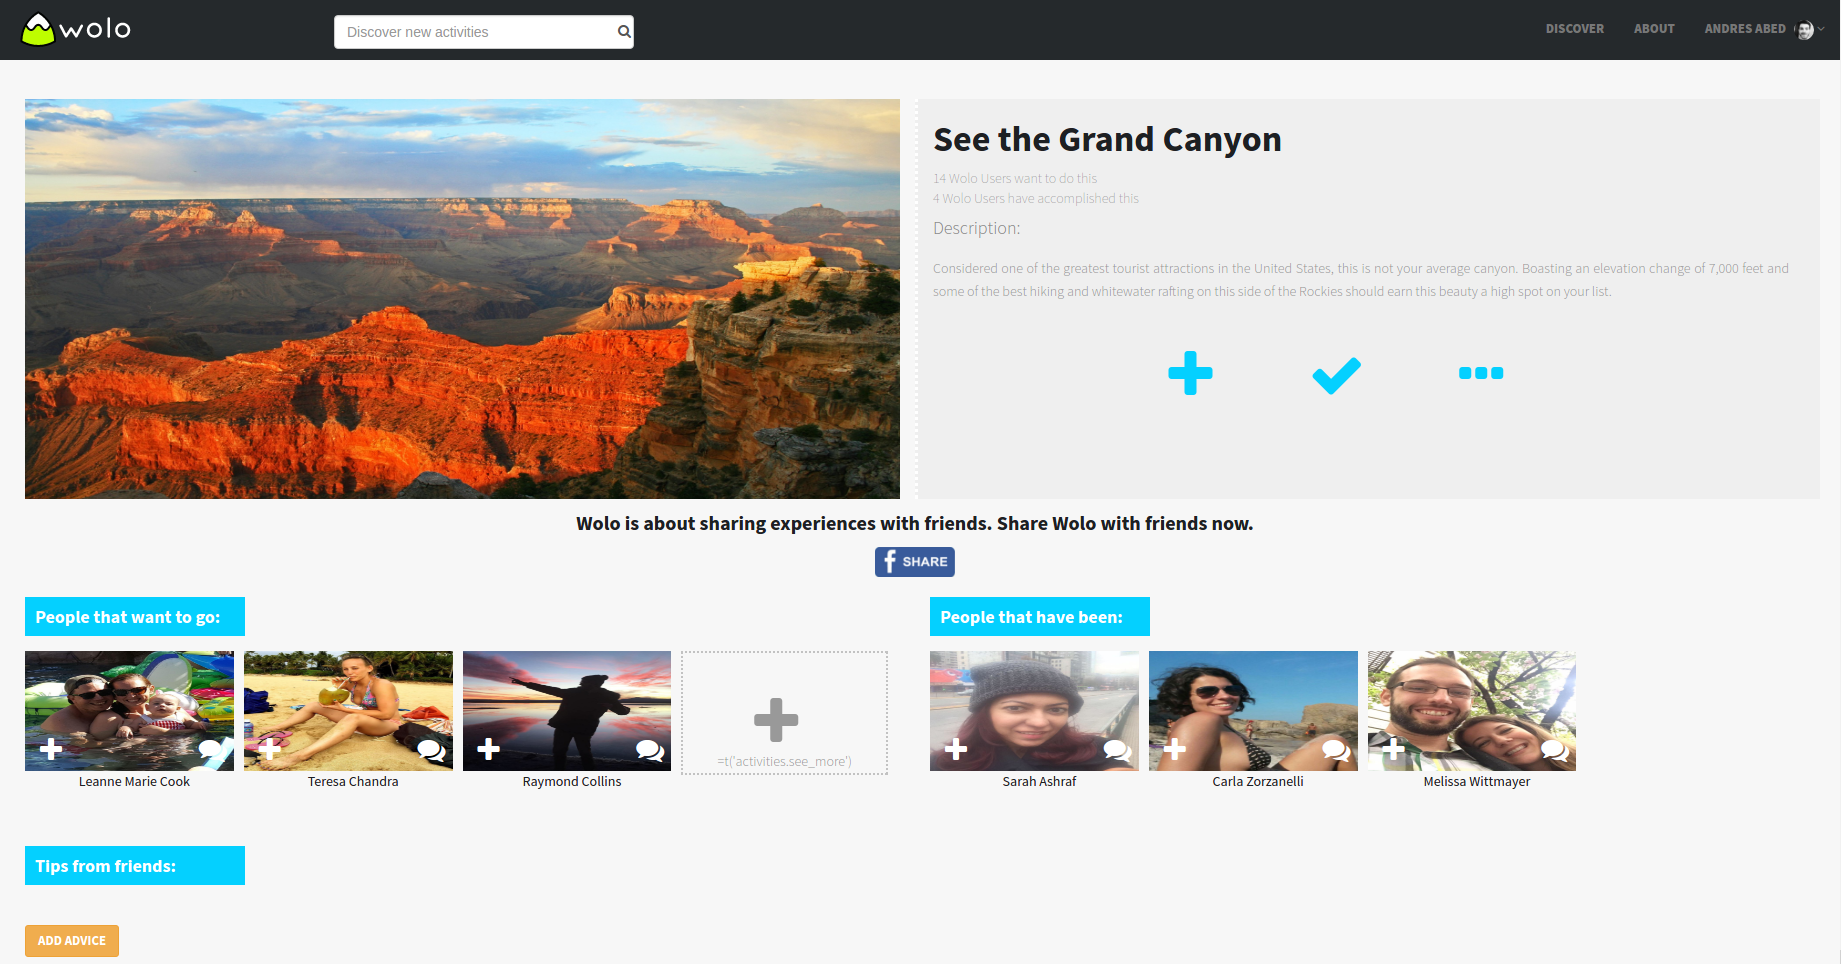 wolo
Discover new activities
DISCOVER
ABOUT
ANDRES ABED
See the Grand Canyon
14 Wolo Users want to do this
4 Wolo Users have accomplished this
Description:
Considered one of the greatest tourist attractions in the United States, this is not your average canyon. Boasting an elevation change of 7,000 feet and
some of the best hiking and whitewater rafting on this side of the Rockies should earn this beauty a high spot on your list.
Wolo is about sharing experiences with friends. Share Wolo with friends now.
f SHARE
People that want to go:
Leanne Marie Cook
Teresa Chandra
Raymond Collins
=t('activities.see_more')
People that have been:
Sarah Ashraf
Carla Zorzanelli
Melissa Wittmayer
Tips from friends:
ADD ADVICE